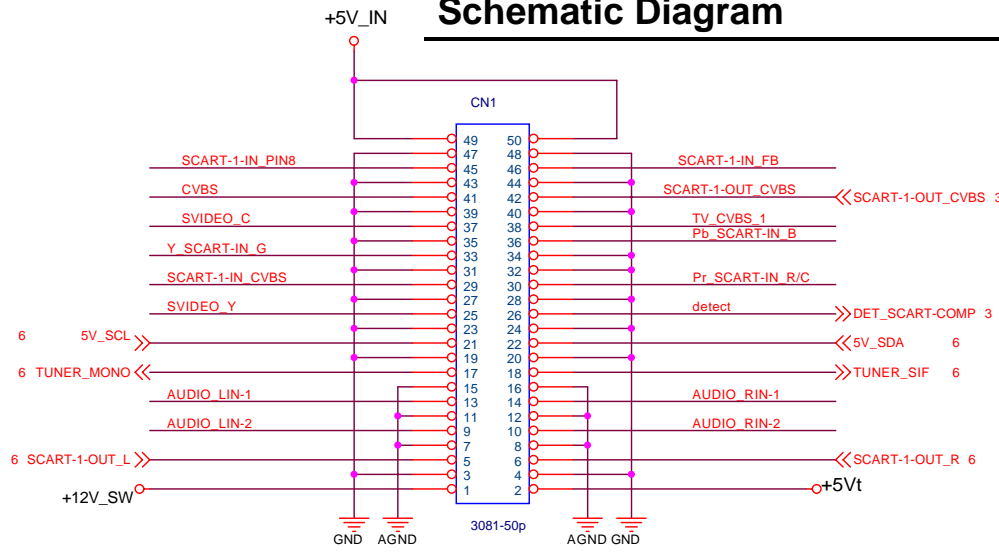 Schematic Diagram
+5V_IN
CN1
49 50
47 48
SCART-1-IN_PIN8 45 46 SCART-1-IN_FB
43 44
CVBS 41 42 SCART-1-OUT_CVBS SCART-1-OUT_CVBS 3
39 40
SVIDEO_C 37 38 TV_CVBS_1
35 36 Pb_SCART-IN_B
Y_SCART-IN_G 33 34
31 32
SCART-1-IN_CVBS 29 30 Pr_SCART-IN_R/C
27 28
SVIDEO_Y 25 26 detect DET_SCART-COMP 3
23 24
6 5V_SCL 21 22 5V_SDA 6
19 20
6 TUNER_MONO 17 18 TUNER_SIF 6
15 16
AUDIO_LIN-1 13 14 AUDIO_RIN-1
11 12
AUDIO_LIN-2 9 10 AUDIO_RIN-2
7 8
6 SCART-1-OUT_L 5 6 SCART-1-OUT_R 6
3 4
+12V_SW 1 2 +5Vt
3081-50p
GND AGND AGND GND